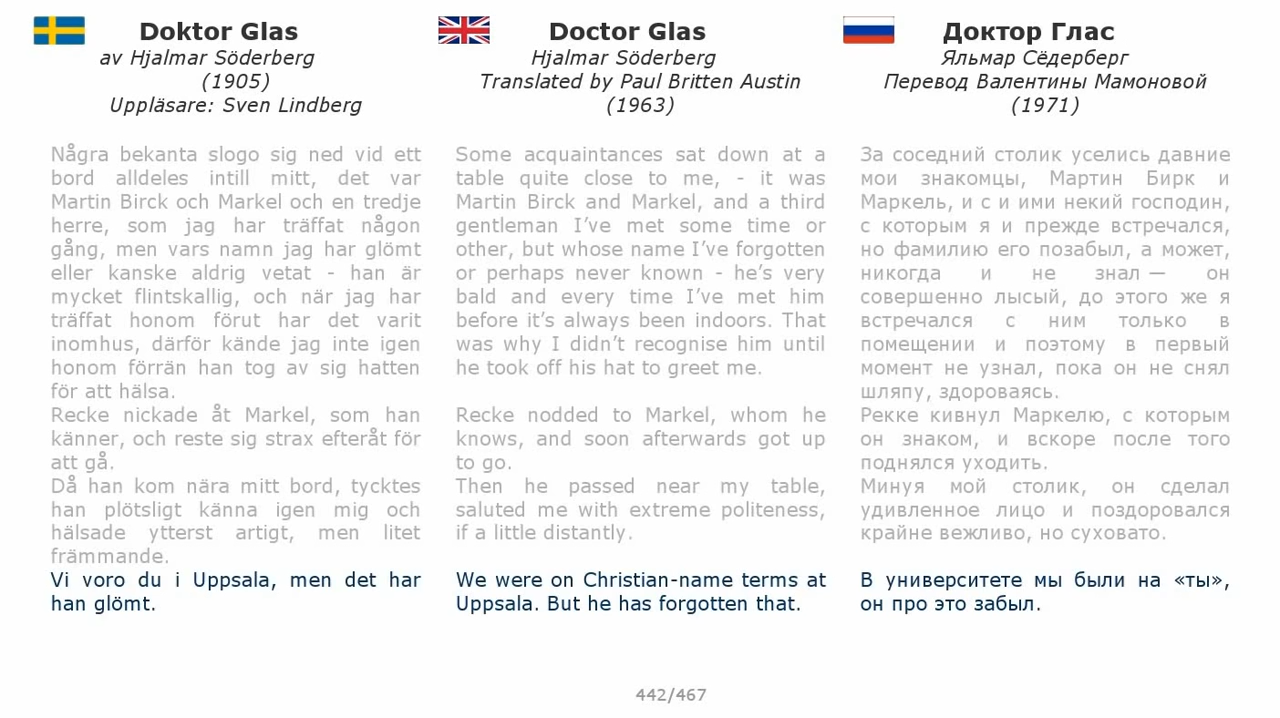 Doktor Glas
av Hjalmar Söderberg
(1905)
Uppläsare: Sven Lindberg
Några bekanta slogo sig ned vid ett
bord alldeles intill mitt, det var
Martin Birck och Markel och en tredje
herre, som jag har träffat någon
gång, men vars namn jag har glömt
eller kanske aldrig vetat - han är
mycket flintskallig, och när jag har
träffat honom förut har det varit
inomhus, därför kände jag inte igen
honom förrän han tog av sig hatten
för att hälsa.
Recke nickade åt Markel, som han
känner, och reste sig strax efteråt för
att gå.
Då han kom nära mitt bord, tycktes
han plötsligt känna igen mig och
hälsade ytterst artigt, men litet
främmande.
Vi voro du i Uppsala, men det har
han glömt.
Doctor Glas
Hjalmar Söderberg
Translated by Paul Britten Austin
(1963)
Some acquaintances sat down at a
table quite close to me, - it was
Martin Birck and Markel, and a third
gentleman I've met some time or
other, but whose name I've forgotten
or perhaps never known - he's very
bald and every time I've met him
before it's always been indoors. That
was why I didn't recognise him until
he took off his hat to greet me.
Recke nodded to Markel, whom he
knows, and soon afterwards got up
to go.
Then he passed near my table,
saluted me with extreme politeness,
if a little distantly.
We were on Christian-name terms at
Uppsala. But he has forgotten that.
Доктор Глас
Яльмар Сёдерберг
Перевод Валентины Мамоновой
(1971)
За соседний столик уселись давние
мои знакомцы, Мартин Бирк и
Маркель, и с и ими некий господин,
с которым я и прежде встречался,
но фамилию его позабыл, а может,
никогда и не знал — он
совершенно лысый, до этого же я
встречался с ним только в
помещении и поэтому в первый
момент не узнал, пока он не снял
шляпу, здороваясь.
Рекке кивнул Маркелю, с которым
он знаком, и вскоре после того
поднялся уходить.
Минуя мой столик, он сделал
удивленное лицо и поздоровался
крайне вежливо, но суховато.
В университете мы были на «ты»,
он про это забыл.
442/467